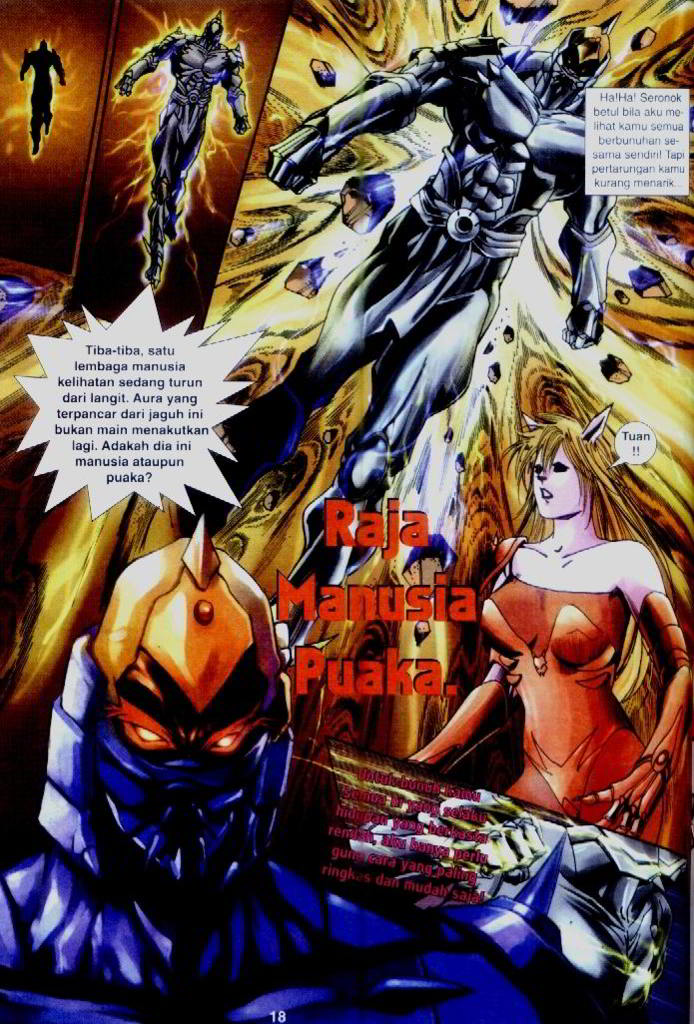 Ha!Ha! Seronok
betul bila aku me-
lihat kamu semua
berbunuhan se-
sama sendiri! Tapi
pertarungan kamu
kurang menarik...
Tiba-tiba, satu
lembaga manusia
kelihatan sedang turun
dari langit. Aura yang
terpancar dari jaguh ini
bukan main menakutkan
lagi. Adakah dia ini
manusia ataupun
puaka?
Tuan
!!
Raja
Manusia
Puaka.
kamu
semua
yang selaku
hidupan yang berkasta
rendah, aku hanya perlu
guna cara yang paling
ringkas dan mudah saja!
18